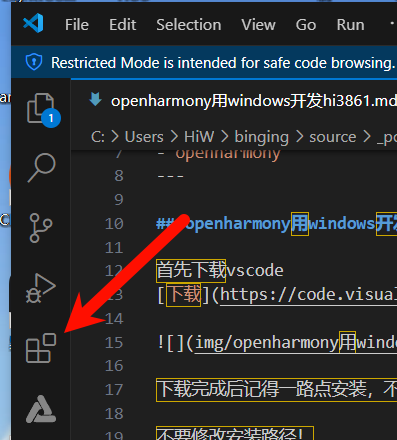 File Edit Selection View Go Run
Restricted Mode is intended for safe code browsing.
openharmony用windows开发hi3861.md
C: > Users > HiW > binging > source > _po
1
7 - openharmony
8 ---
9
10 ## openharmony用windows开发
11
12 首先下载vscode
13 [下载](https://code.visual
14
15 ![](img/openharmony用window
16
17 下载完成后记得一路点安装，不
18
19 不要修改安装路径！